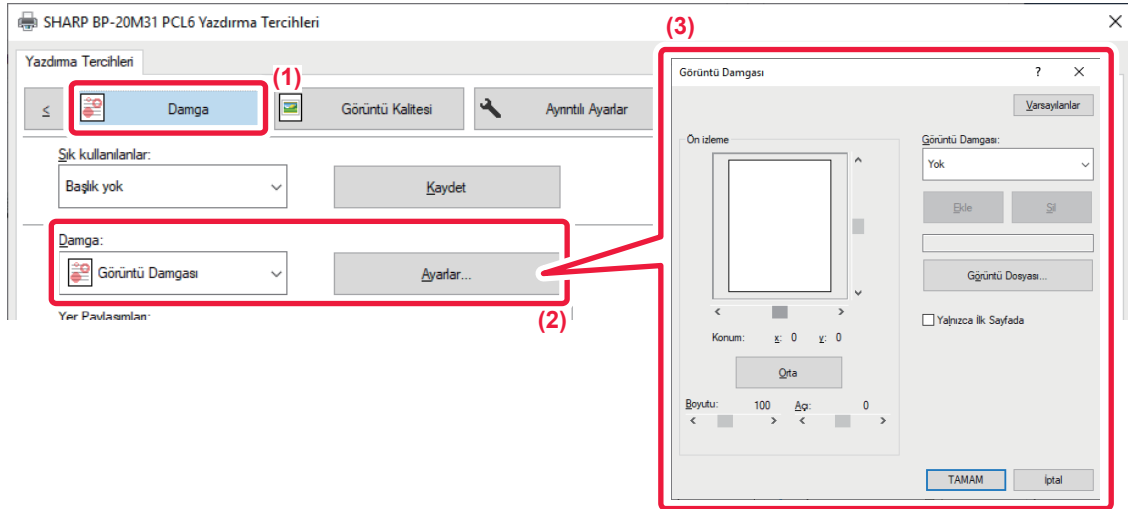 SHARP BP-20M31 PCL6 Yazdırma Tercihleri
Yazdırma Tercihleri
(1)
≤
Damga
Görüntü Kalitesi
Ayrıntılı Ayarlar
Sık kullanılanlar:
Başlık yok
Kaydet
Damga:
Görüntü Damgası
Ayarlar...
(2)
Yer Paylaşımları:
(3)
Görüntü Damgası
?
Varsayılanlar
Ön izleme
Görüntü Damgası:
Yok
Ekle
Sil
Görüntü Dosyası...
Yalnızca İlk Sayfada
Konum: x: 0 y: 0
Orta
Boyutu: 100 Açı: 0
TAMAM
İptal